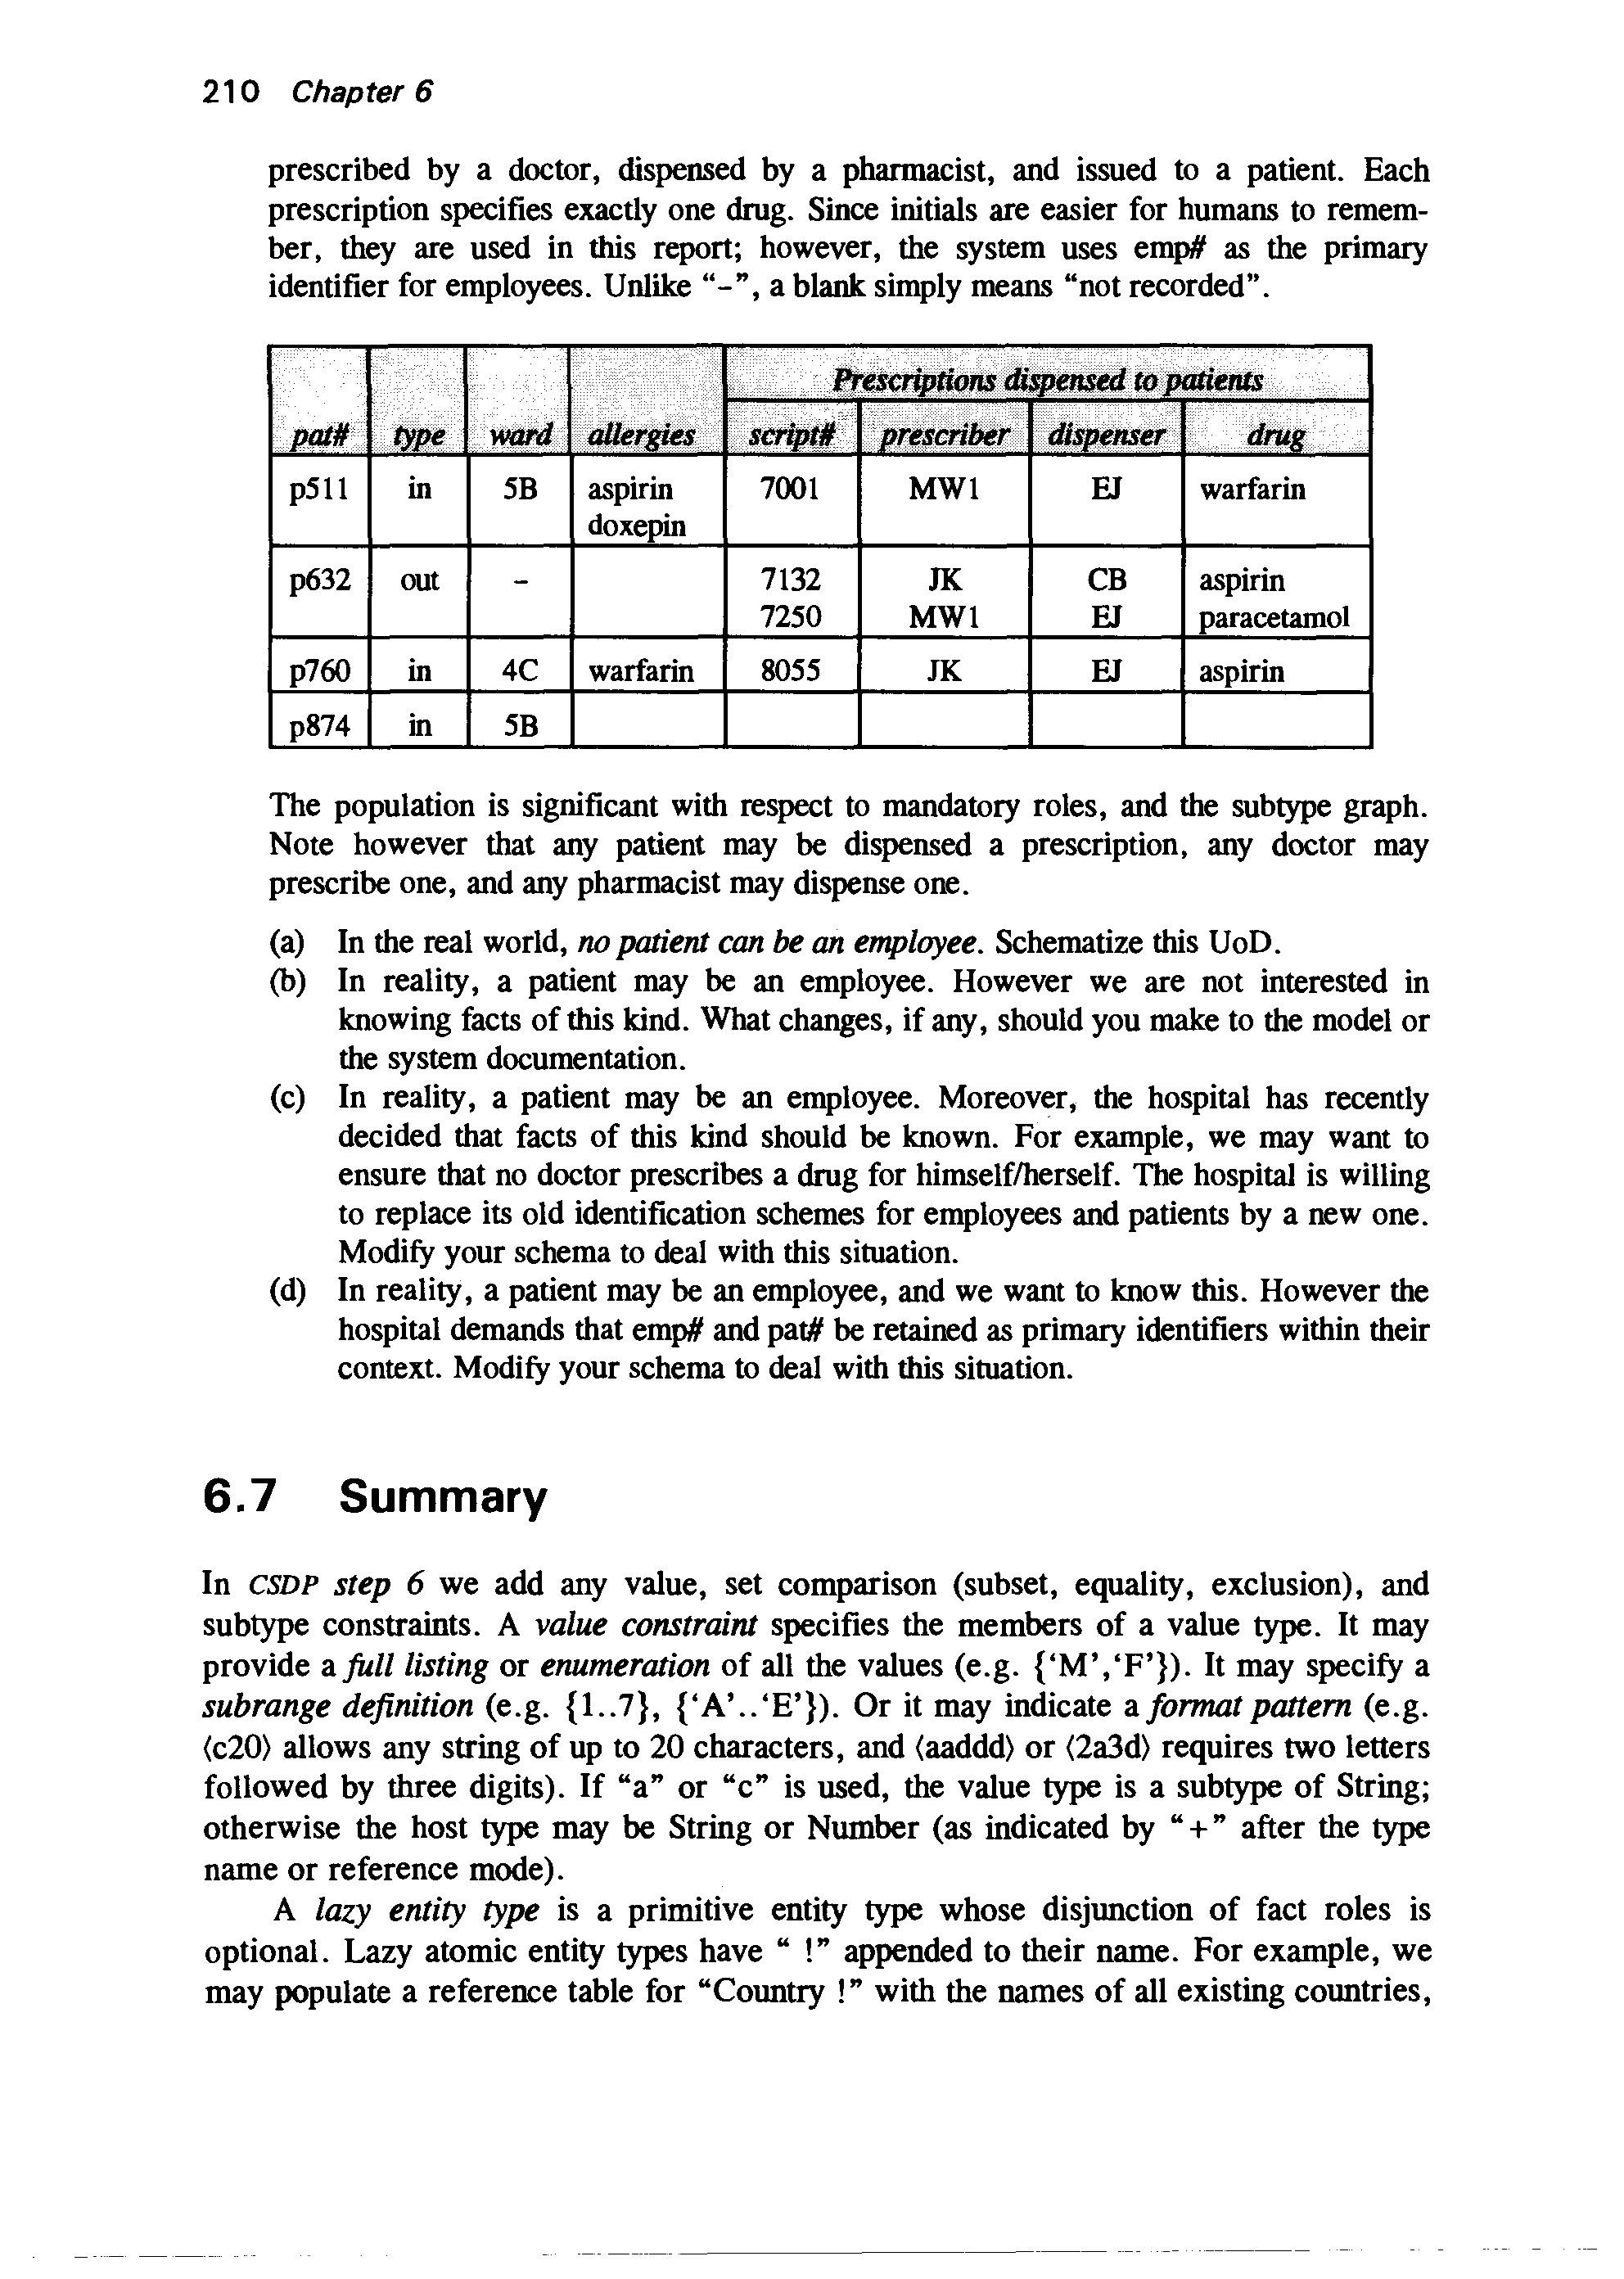 210 Chapter 6
prescribed by a doctor, dispensed by a pharmacist, and issued to a patient. Each
prescription specifies exactly one drug. Since initials are easier for humans to remem-
ber, they are used in this report; however, the system uses emp# as the primary
identifier for employees. Unlike “-”, a blank simply means “not recorded”.
Prescriptions dispensed to patients
pat# type ward allergies script# prescriber dispenser drug
p511 in 5B aspirin 7001 MW1 EJ warfarin
doxepin
p632 out - 7132 JK CB aspirin
7250 MW1 EJ paracetamol
p760 in 4C warfarin 8055 JK EJ aspirin
p874 in 5B
The population is significant with respect to mandatory roles, and the subtype graph.
Note however that any patient may be dispensed a prescription, any doctor may
prescribe one, and any pharmacist may dispense one.
(a) In the real world, no patient can be an employee. Schematize this UoD.
(b) In reality, a patient may be an employee. However we are not interested in
knowing facts of this kind. What changes, if any, should you make to the model or
the system documentation.
(c) In reality, a patient may be an employee. Moreover, the hospital has recently
decided that facts of this kind should be known. For example, we may want to
ensure that no doctor prescribes a drug for himself/herself. The hospital is willing
to replace its old identification schemes for employees and patients by a new one.
Modify your schema to deal with this situation.
(d) In reality, a patient may be an employee, and we want to know this. However the
hospital demands that emp# and pat# be retained as primary identifiers within their
context. Modify your schema to deal with this situation.
6.7 Summary
In CSDP step 6 we add any value, set comparison (subset, equality, exclusion), and
subtype constraints. A value constraint specifies the members of a value type. It may
provide a full listing or enumeration of all the values (e.g. {‘M’,‘F’}). It may specify a
subrange definition (e.g. {1..7}, {‘A’..‘E’}). Or it may indicate a format pattern (e.g.
⟨c20⟩ allows any string of up to 20 characters, and ⟨aaddd⟩ or ⟨2a3d⟩ requires two letters
followed by three digits). If “a” or “c” is used, the value type is a subtype of String;
otherwise the host type may be String or Number (as indicated by “+” after the type
name or reference mode).
A lazy entity type is a primitive entity type whose disjunction of fact roles is
optional. Lazy atomic entity types have “ !” appended to their name. For example, we
may populate a reference table for “Country !” with the names of all existing countries,